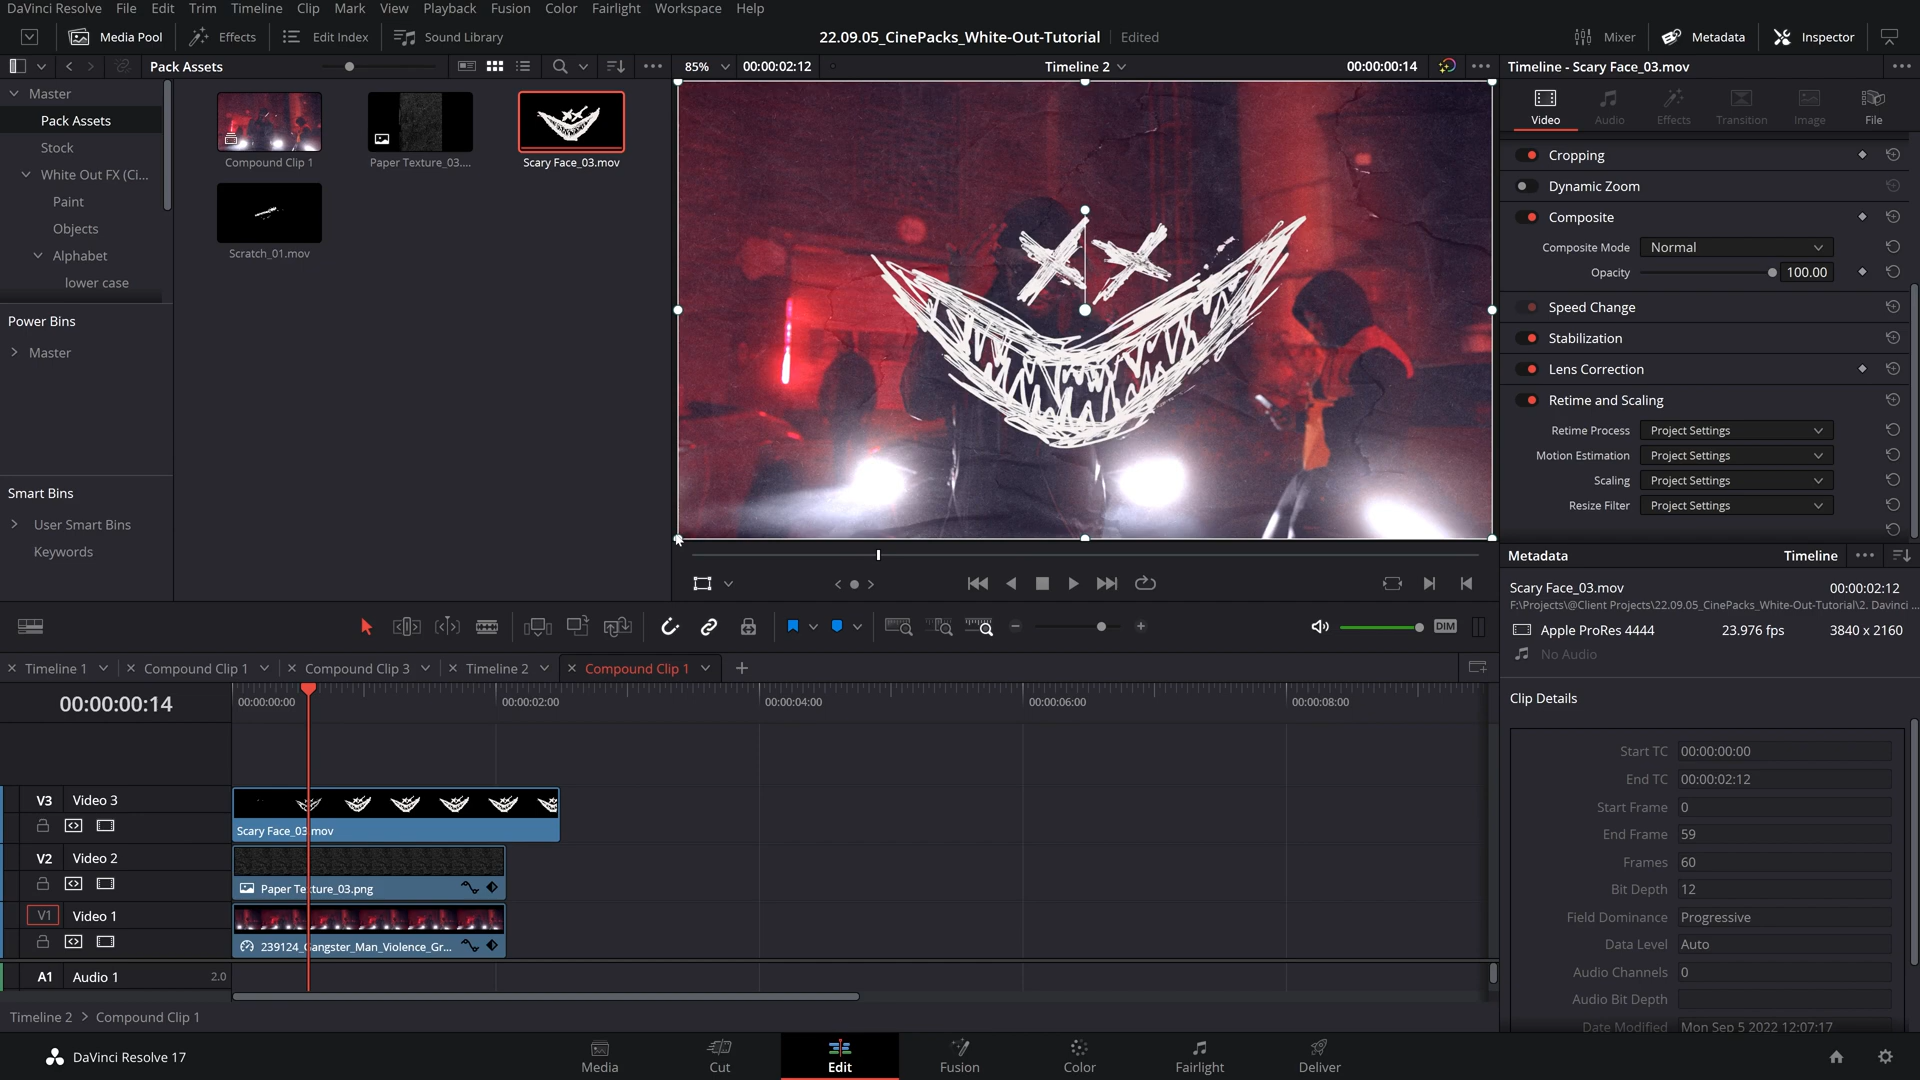 DaVinci Resolve File Edit Trim Timeline Clip Mark View Playback Fusion Color Fairlight Workspace Help
Media Pool Effects Edit Index Sound Library 22.09.05_CinePacks_White-Out-Tutorial Edited Mixer Metadata Inspector
Pack Assets 85% 00:00:02:12 Timeline 2 00:00:00:14 Timeline - Scary Face_03.mov
Master
Pack Assets
Stock
White Out FX (Ci...
Paint
Objects
Alphabet
lower case
Power Bins
Master
Smart Bins
User Smart Bins
Keywords
Compound Clip 1
Paper Texture_03....
Scary Face_03.mov
Scratch_01.mov
Video Audio Effects Transition Image File
Cropping
Dynamic Zoom
Composite
Composite Mode Normal
Opacity 100.00
Speed Change
Stabilization
Lens Correction
Retime and Scaling
Retime Process Project Settings
Motion Estimation Project Settings
Scaling Project Settings
Resize Filter Project Settings
Metadata Timeline
Scary Face_03.mov 00:00:02:12
F:\Projects\@Client Projects\22.09.05_CinePacks_White-Out-Tutorial\2. Davinci ...
Apple ProRes 4444 23.976 fps 3840 x 2160
No Audio
Clip Details
Start TC 00:00:00:00
End TC 00:00:02:12
Start Frame 0
End Frame 59
Frames 60
Bit Depth 12
Field Dominance Progressive
Data Level Auto
Audio Channels 0
Audio Bit Depth
Date Modified Mon Sep 5 2022 12:07:17
DIM
Timeline 1 Compound Clip 1 Compound Clip 3 Timeline 2 Compound Clip 1
00:00:00:14 00:00:00:00 00:00:02:00 00:00:04:00 00:00:06:00 00:00:08:00
V3 Video 3
Scary Face_03.mov
V2 Video 2
Paper Texture_03.png
V1 Video 1
239124_Gangster_Man_Violence_Gr...
A1 Audio 1 2.0
Timeline 2 > Compound Clip 1
DaVinci Resolve 17 Media Cut Edit Fusion Color Fairlight Deliver